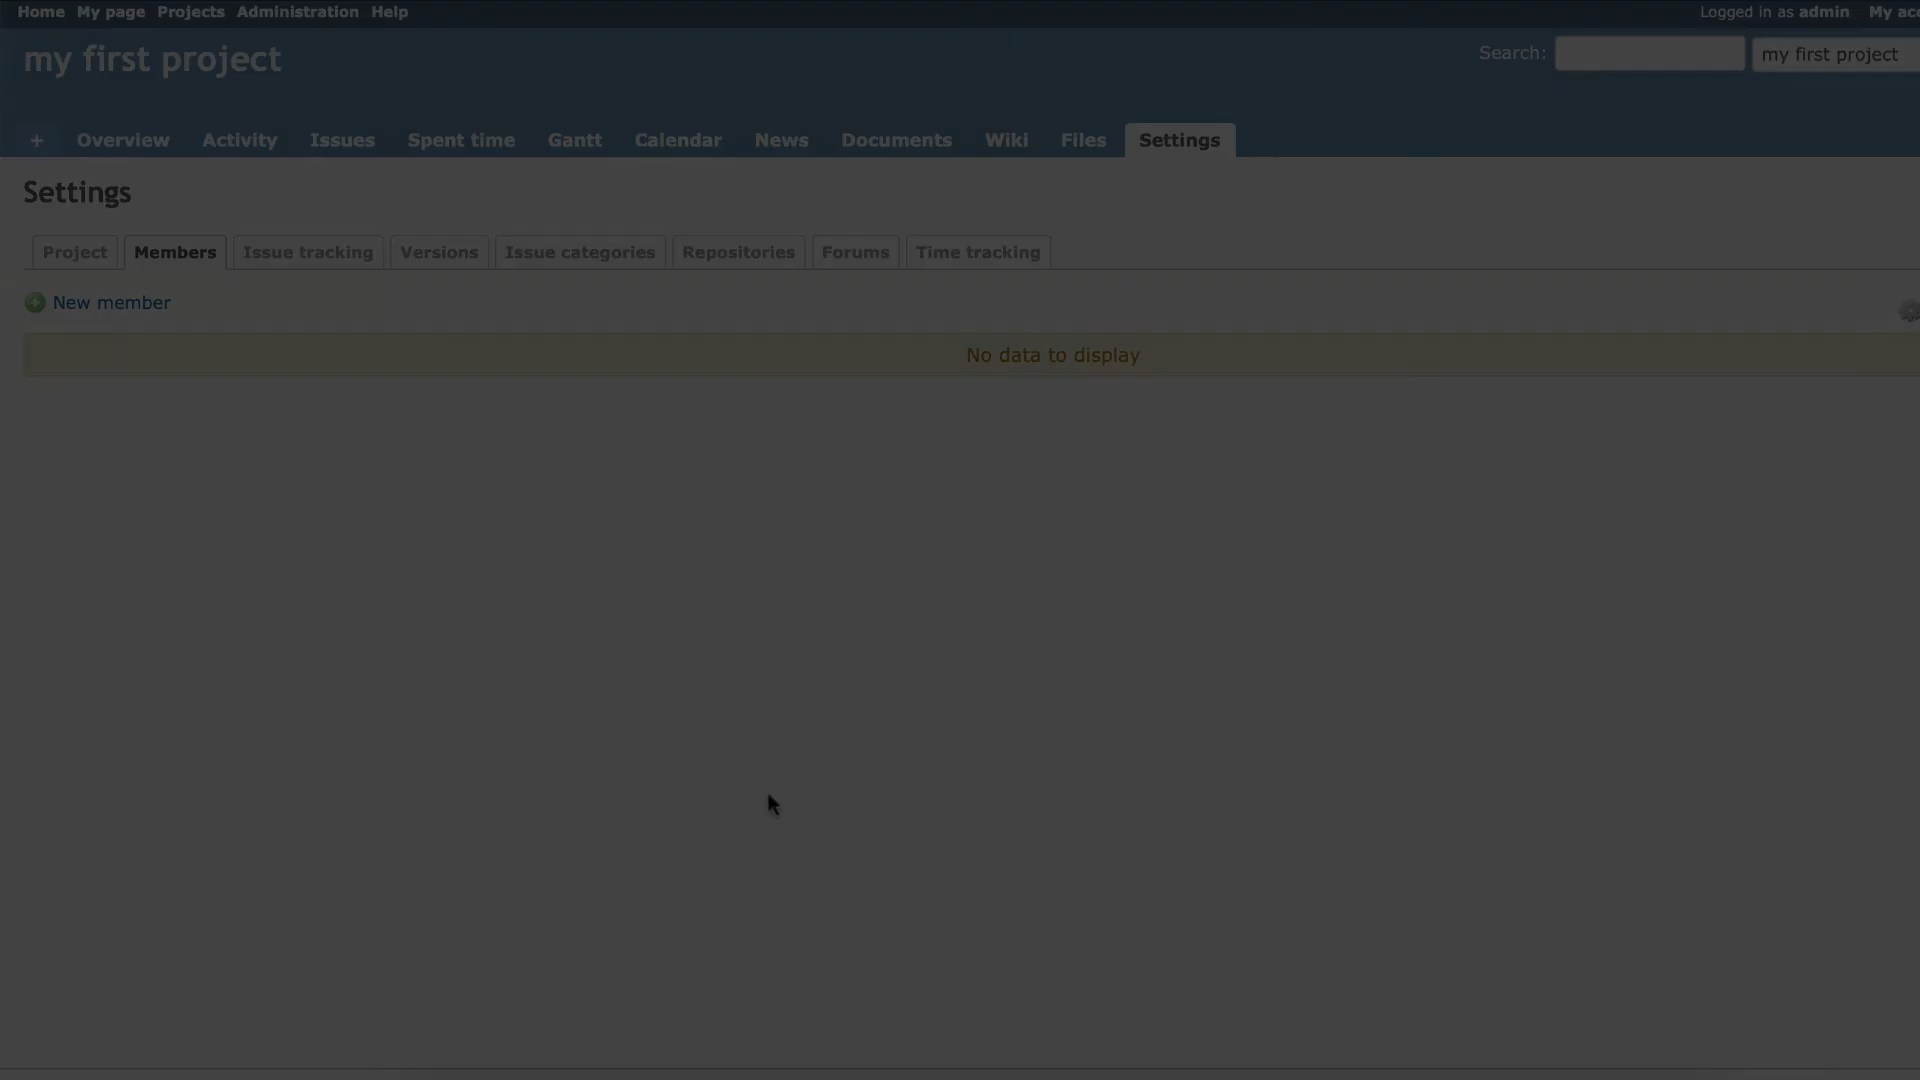 Home My page Projects Administration Help
Logged in as admin My
my first project
Search:
my first project
+ Overview Activity Issues Spent time Gantt Calendar News Documents Wiki Files Settings
Settings
Project Members Issue tracking Versions Issue categories Repositories Forums Time tracking
New member
No data to display